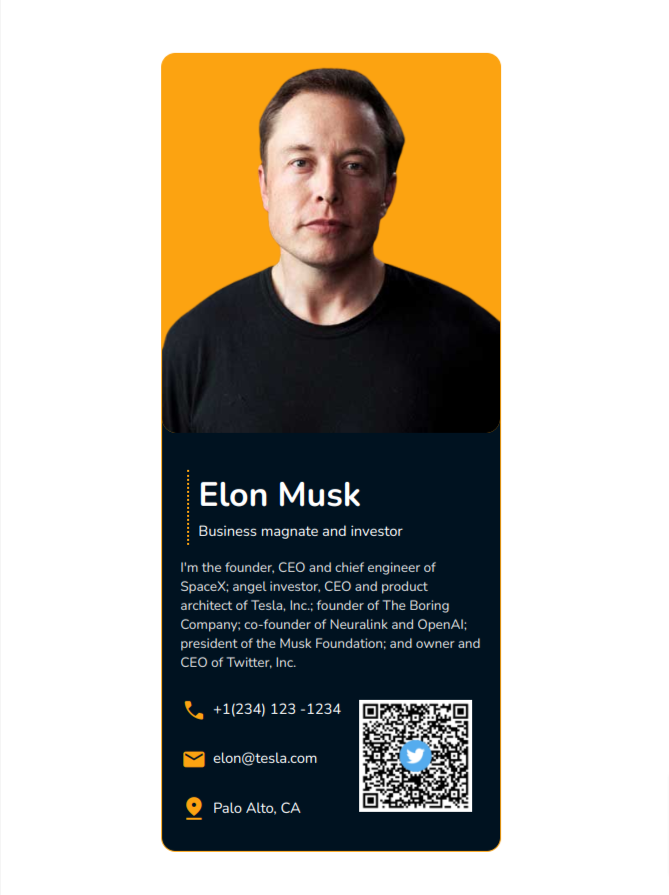 Elon Musk
Business magnate and investor
I'm the founder, CEO and chief engineer of
SpaceX; angel investor, CEO and product
architect of Tesla, Inc.; founder of The Boring
Company; co-founder of Neuralink and OpenAI;
president of the Musk Foundation; and owner and
CEO of Twitter, Inc.
+1(234) 123 -1234
elon@tesla.com
Palo Alto, CA